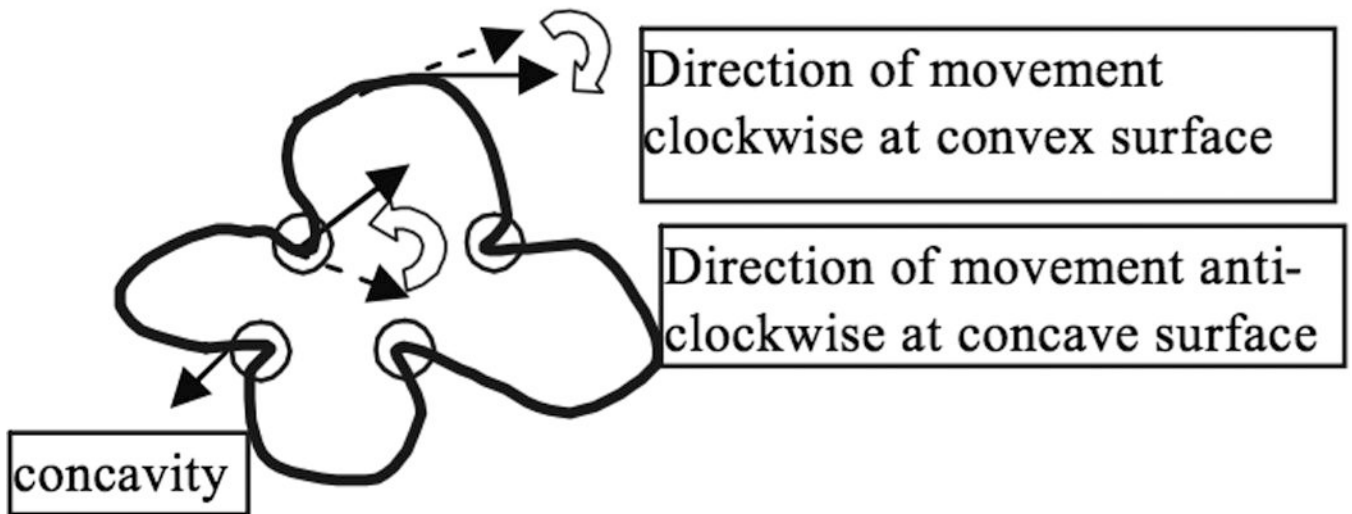 Direction of movement
clockwise at convex surface
Direction of movement anti-
clockwise at concave surface
concavity